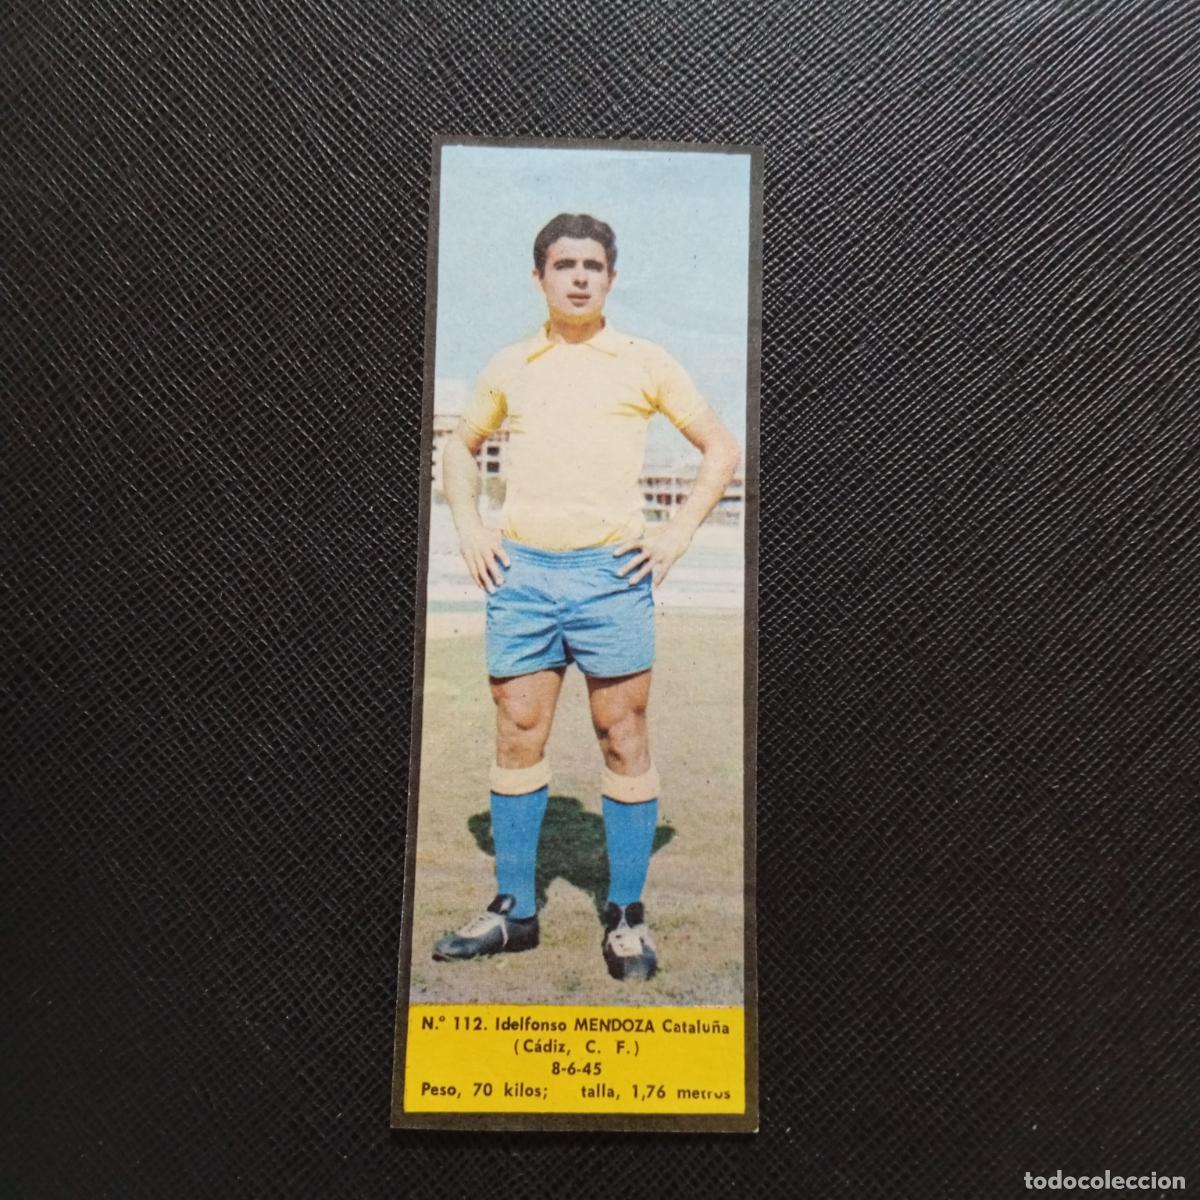 N.º 112. Idelfonso MENDOZA Cataluña
(Cádiz, C. F.)
8-6-45
Peso, 70 kilos; talla, 1,76 metros
todocoleccion